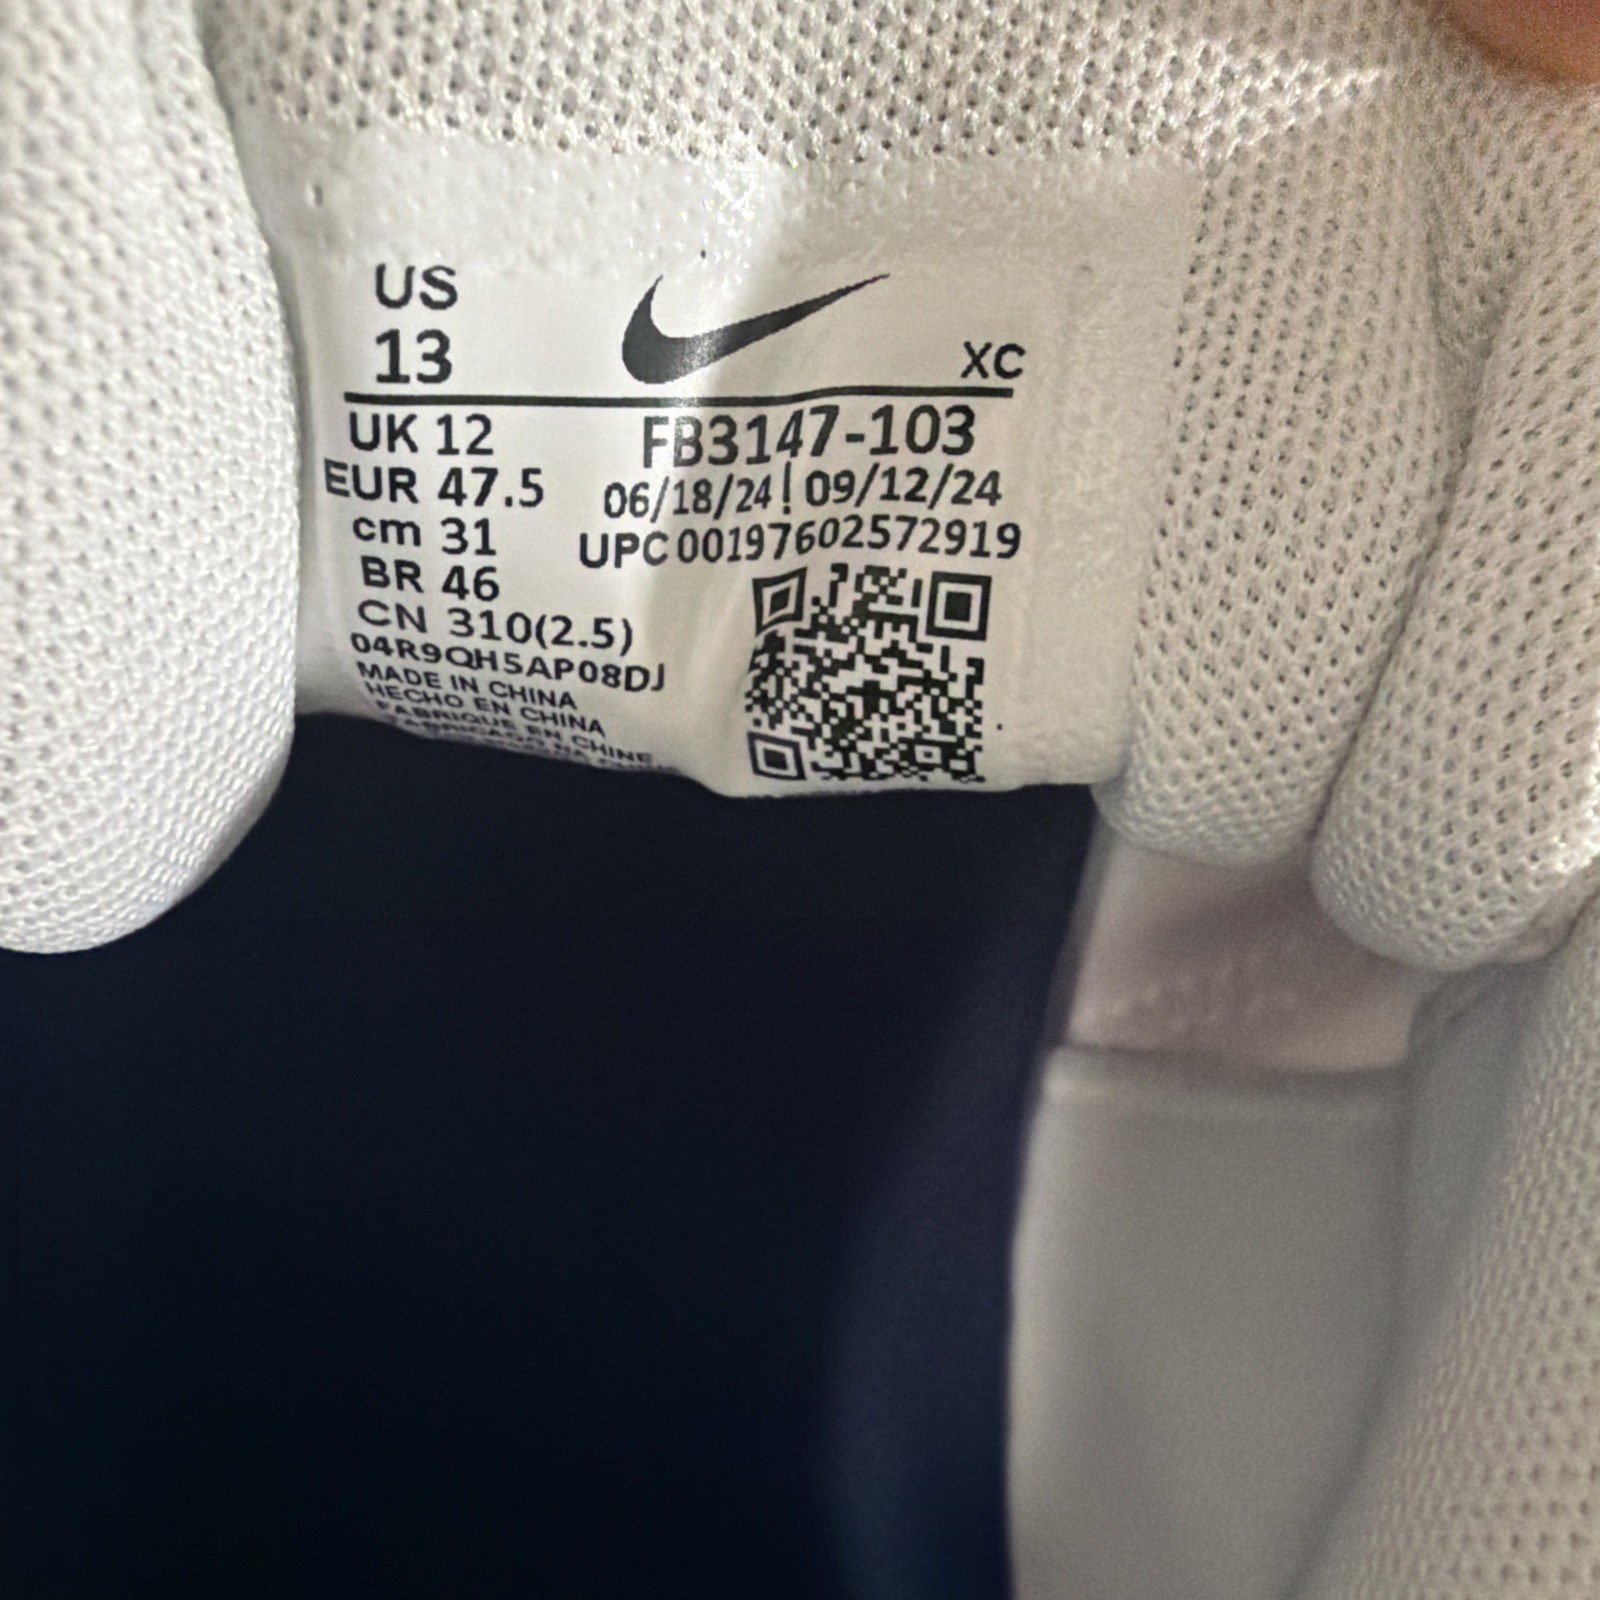 US
13
XC
UK 12
EUR 47.5
cm 31
BR 46
CN 310(2.5)
04R9QH5AP08DJ
MADE IN CHINA
HECHO EN CHINA
FABRIQUE EN CHINE
FB3147-103
06/18/24 | 09/12/24
UPC 00197602572919